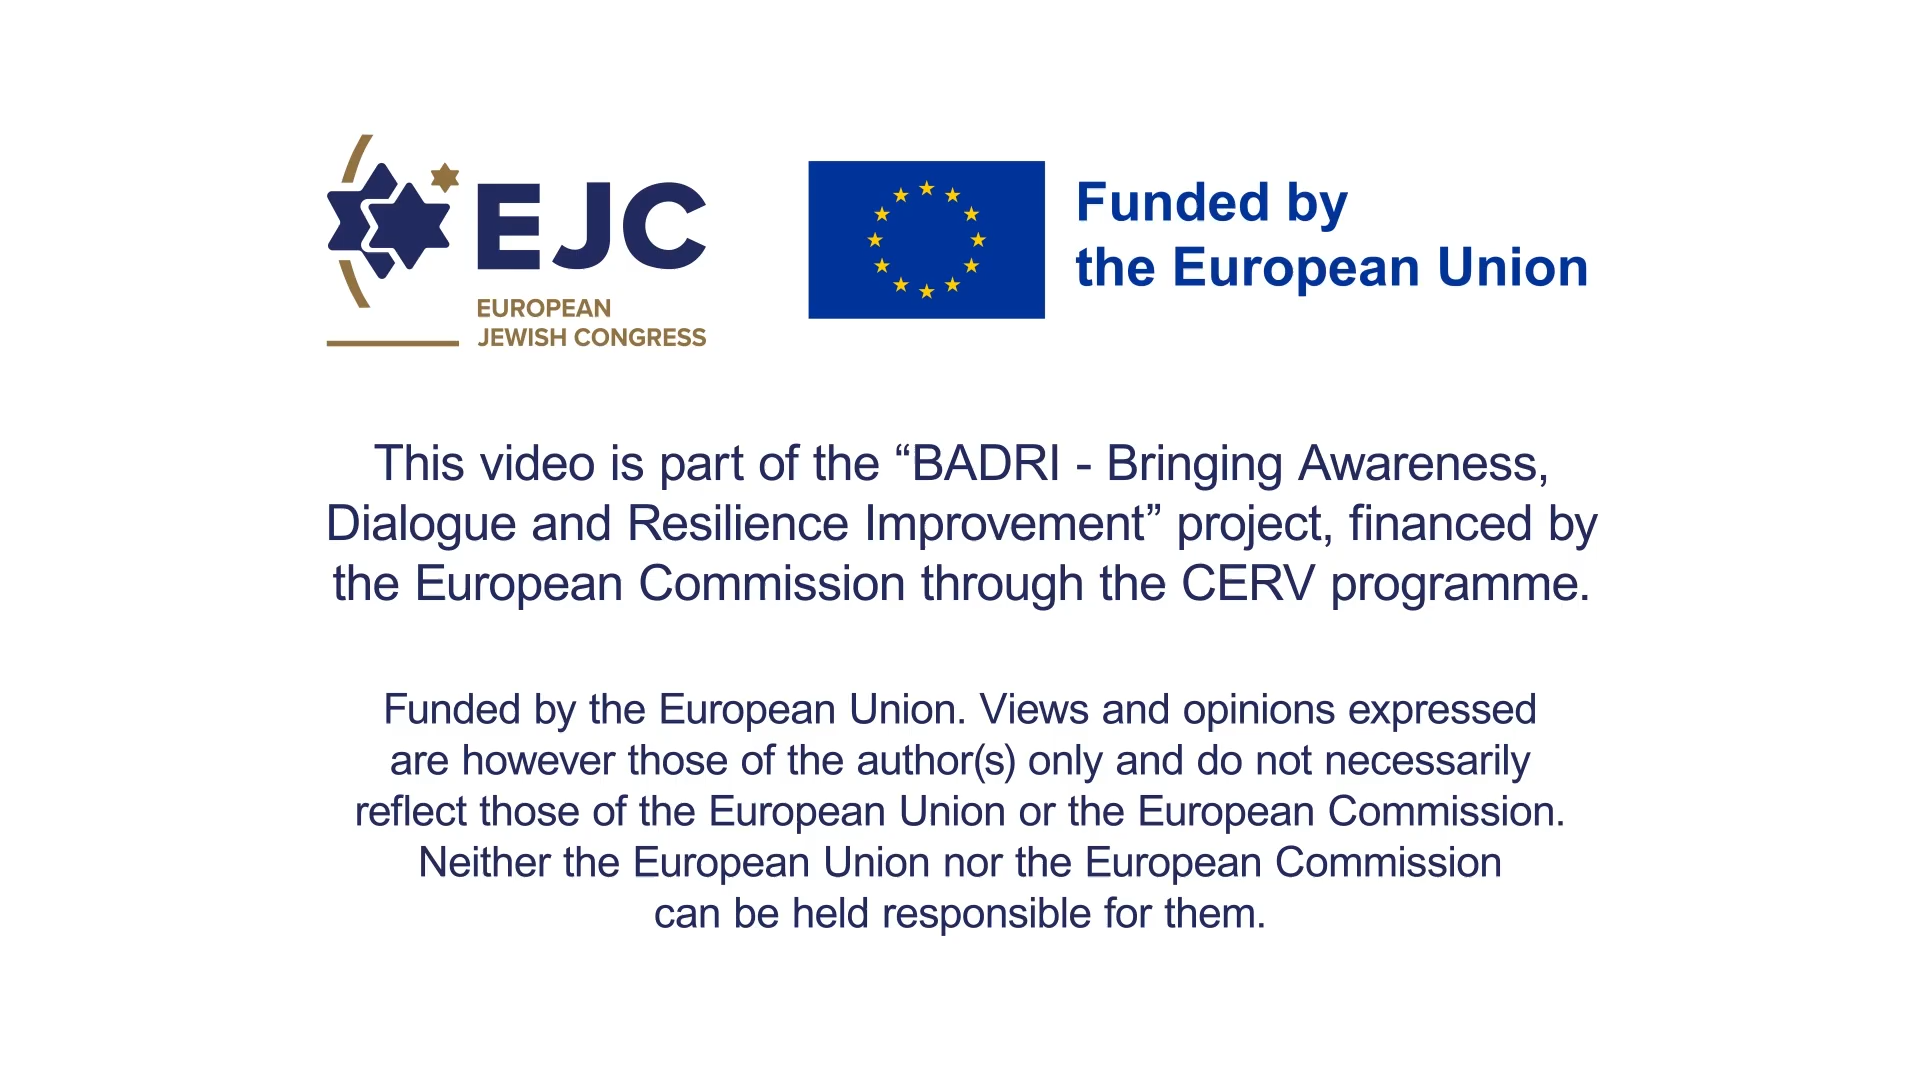 EJC
EUROPEAN
JEWISH CONGRESS
Funded by
the European Union
This video is part of the “BADRI - Bringing Awareness,
Dialogue and Resilience Improvement” project, financed by
the European Commission through the CERV programme.
Funded by the European Union. Views and opinions expressed
are however those of the author(s) only and do not necessarily
reflect those of the European Union or the European Commission.
Neither the European Union nor the European Commission
can be held responsible for them.